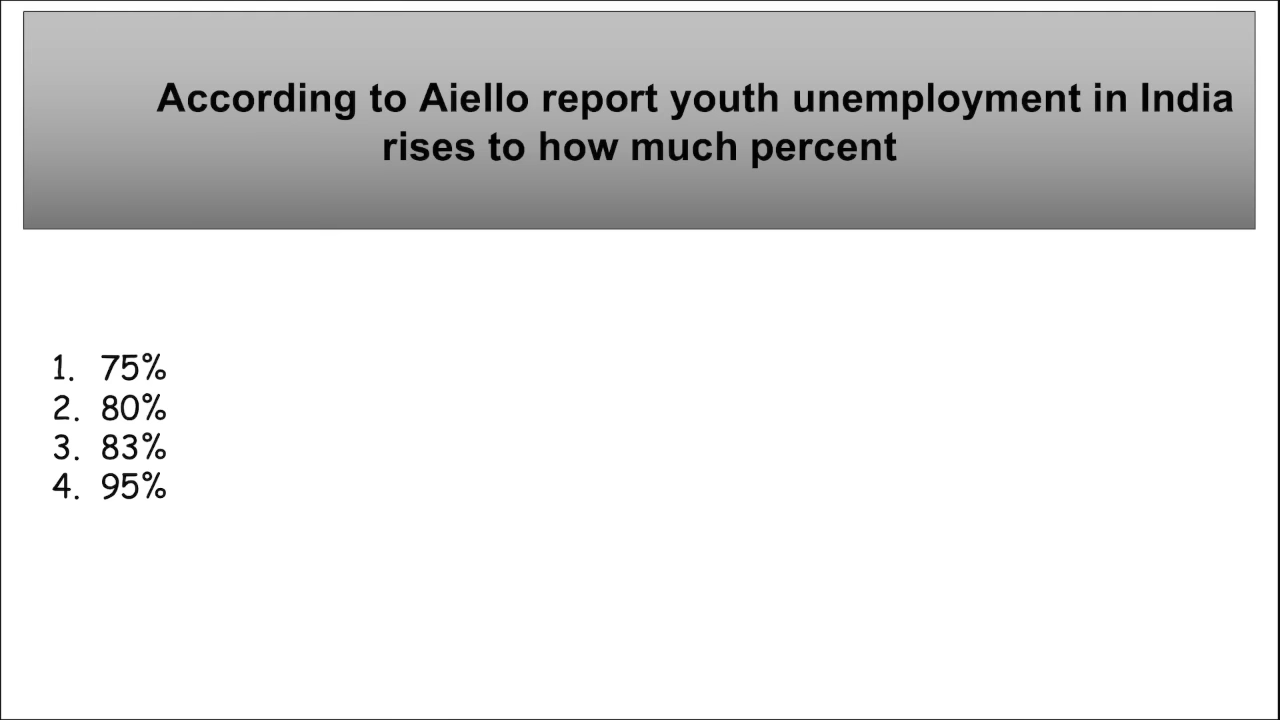 According to Aiello report youth unemployment in India
rises to how much percent
1. 75%
2. 80%
3. 83%
4. 95%